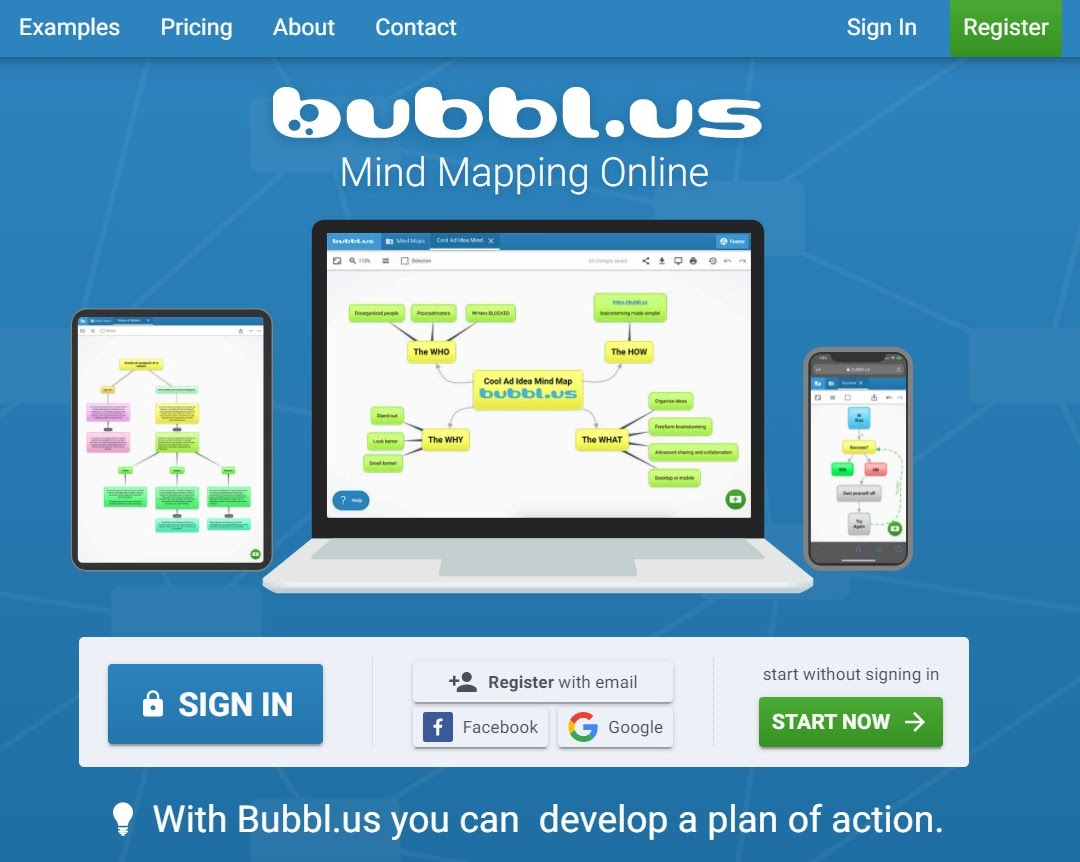 Examples Pricing About Contact Sign In Register
bubbl.us
Mind Mapping Online
bubbl.us Mind Maps Cool Ad Idea Mind Teams
110% Selection All changes saved
https://bubbl.us
Disorganized people Procrastinators Writers BLOCKED brainstorming made simple!
The WHO The HOW
Cool Ad Idea Mind Map
bubbl.us
Stand out Organize ideas
Look better The WHY The WHAT Freeform brainstorming
Smell better! Advanced sharing and collaboration
Desktop or mobile
? Help
bubbl.us
At first
Success?
YES NO
Dust yourself off
Try
Again
SIGN IN
Register with email
Facebook Google
start without signing in
START NOW
With Bubbl.us you can develop a plan of action.